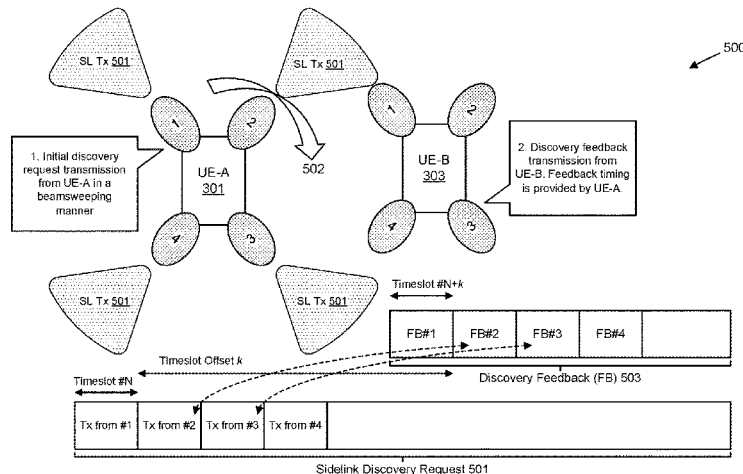 500
SL Tx 501
SL Tx 501
1
2
1
2
1. Initial discovery
request transmission
from UE-A in a
beamsweeping
manner
UE-A
301
502
UE-B
303
2. Discovery feedback
transmission from
UE-B. Feedback timing
is provided by UE-A.
4
3
4
3
SL Tx 501
SL Tx 501
Timeslot #N+k
FB#1
FB#2
FB#3
FB#4
Timeslot Offset k
Discovery Feedback (FB) 503
Timeslot #N
Tx from #1
Tx from #2
Tx from #3
Tx from #4
Sidelink Discovery Request 501